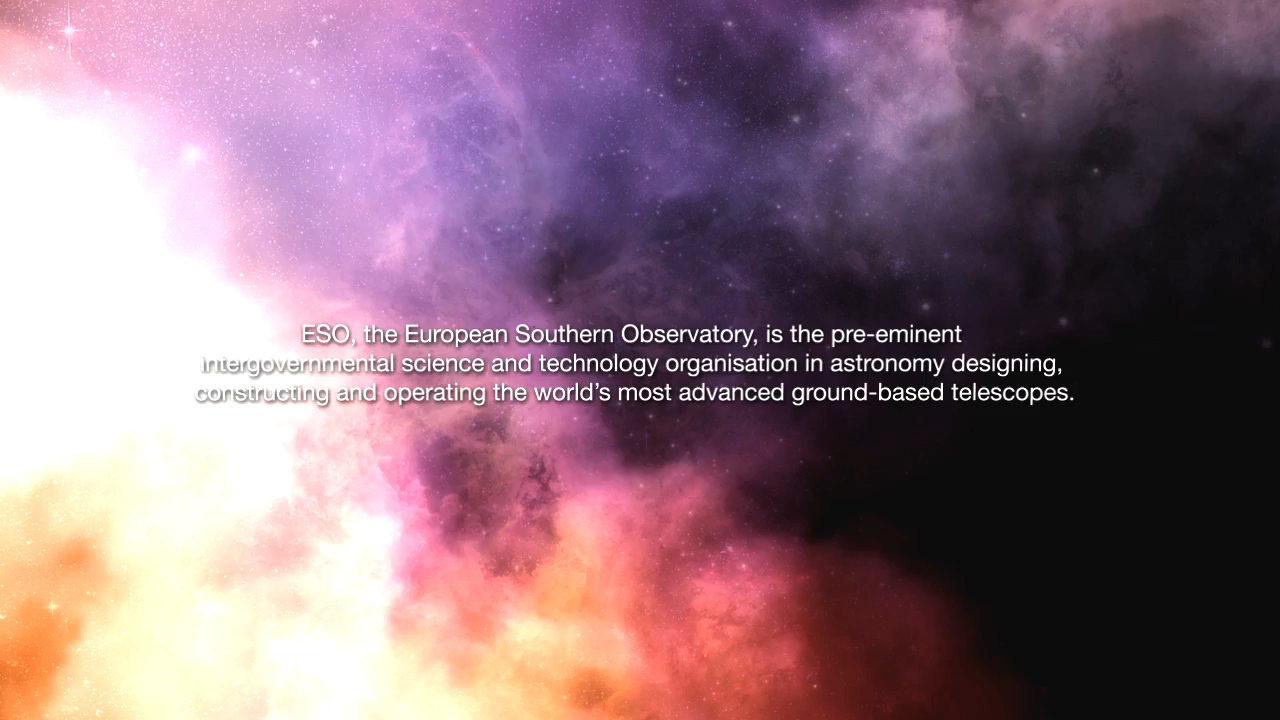 ESO, the European Southern Observatory, is the pre-eminent
intergovernmental science and technology organisation in astronomy designing,
constructing and operating the world’s most advanced ground-based telescopes.